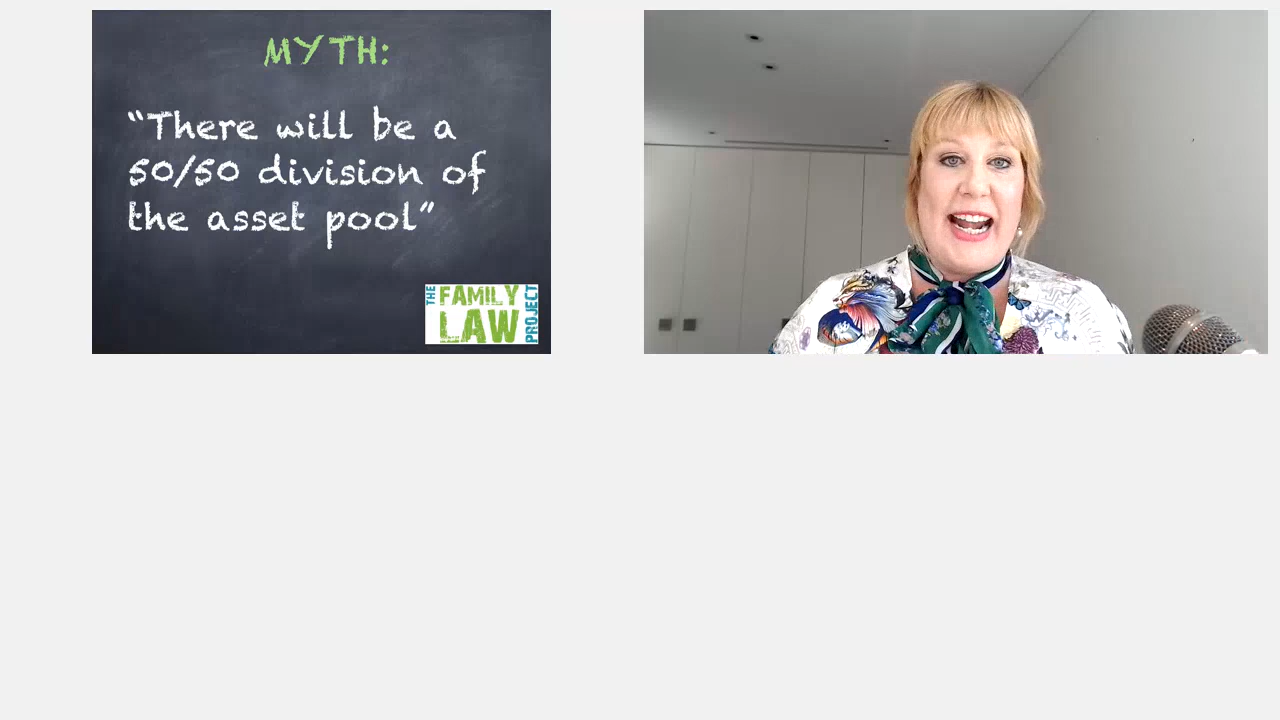 MYTH:
“There will be a
50/50 division of
the asset pool”
THE
FAMILY
LAW
PROJECT